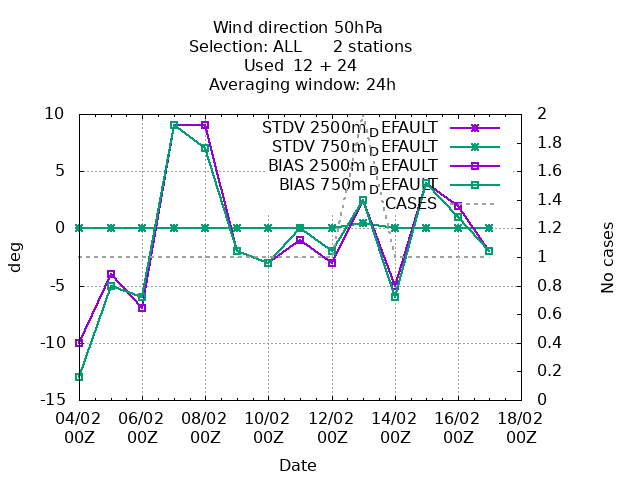 Wind direction 50hPa
Selection: ALL      2 stations
Used  12 + 24
Averaging window: 24h
10 2
STDV 2500m_DEFAULT
1.8
STDV 750m_DEFAULT
5 1.6
BIAS 2500m_DEFAULT
BIAS 750m_DEFAULT
1.4
CASES
0 1.2
deg
No cases
1
-5 0.8
0.6
-10 0.4
0.2
-15 0
04/02 06/02 08/02 10/02 12/02 14/02 16/02 18/02
00Z 00Z 00Z 00Z 00Z 00Z 00Z 00Z
Date